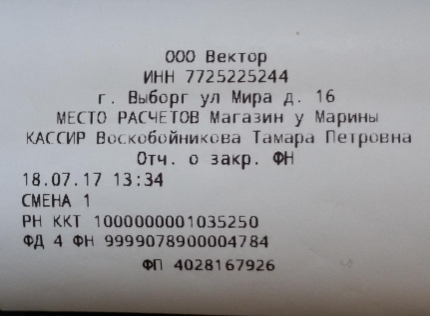 ООО Вектор
ИНН 7725225244
г. Выборг ул Мира д. 16
МЕСТО РАСЧЕТОВ Магазин у Марины
КАССИР Воскобойникова Тамара Петровна
Отч. о закр. ФН
18.07.17 13:34
СМЕНА 1
РН ККТ 1000000001035250
ФД 4 ФН 9999078900004784
ФП 4028167926